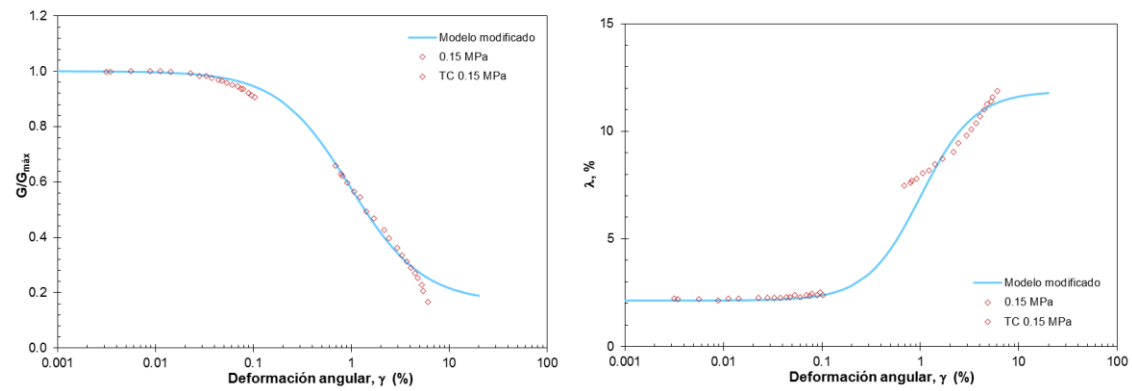 1.2
1.0
0.8
0.6
0.4
0.2
0.0
G/Gmáx
Modelo modificado
0.15 MPa
TC 0.15 MPa
0.001
0.01
0.1
1
10
100
Deformación angular, γ (%)
15
10
5
0
λ, %
Modelo modificado
0.15 MPa
TC 0.15 MPa
0.001
0.01
0.1
1
10
100
Deformación angular, γ (%)